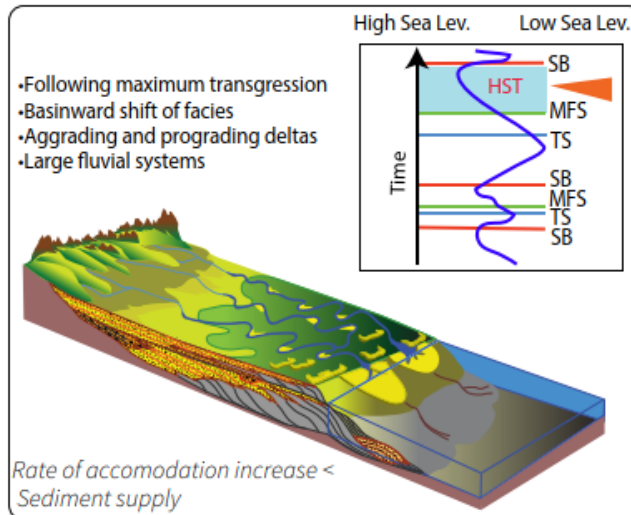 High Sea Lev. Low Sea Lev.
•Following maximum transgression
•Basinward shift of facies
•Aggrading and prograding deltas
•Large fluvial systems
SB
HST
MFS
TS
Time
SB
MFS
TS
SB
Rate of accomodation increase <
Sediment supply